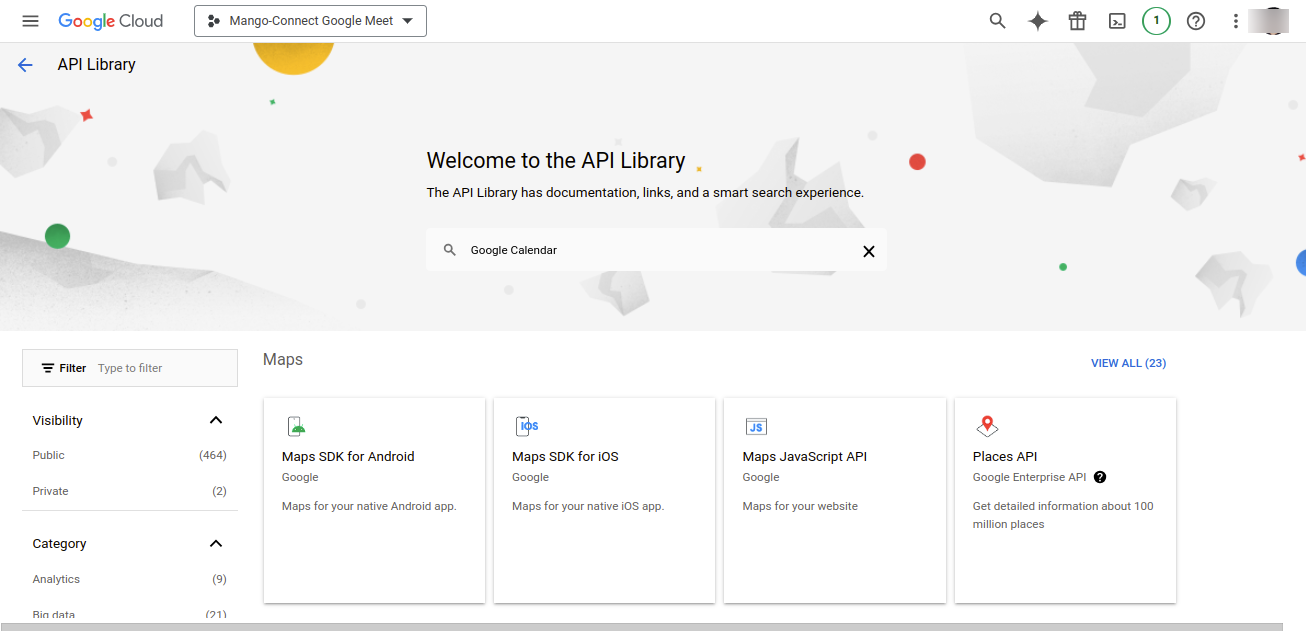 Google Cloud
Mango-Connect Google Meet
1
API Library
Welcome to the API Library
The API Library has documentation, links, and a smart search experience.
Google Calendar
Filter Type to filter
Visibility
Public (464)
Private (2)
Category
Analytics (9)
Big data (21)
Maps
VIEW ALL (23)
Maps SDK for Android
Google
Maps for your native Android app.
iOS
Maps SDK for iOS
Google
Maps for your native iOS app.
JS
Maps JavaScript API
Google
Maps for your website
Places API
Google Enterprise API
Get detailed information about 100
million places